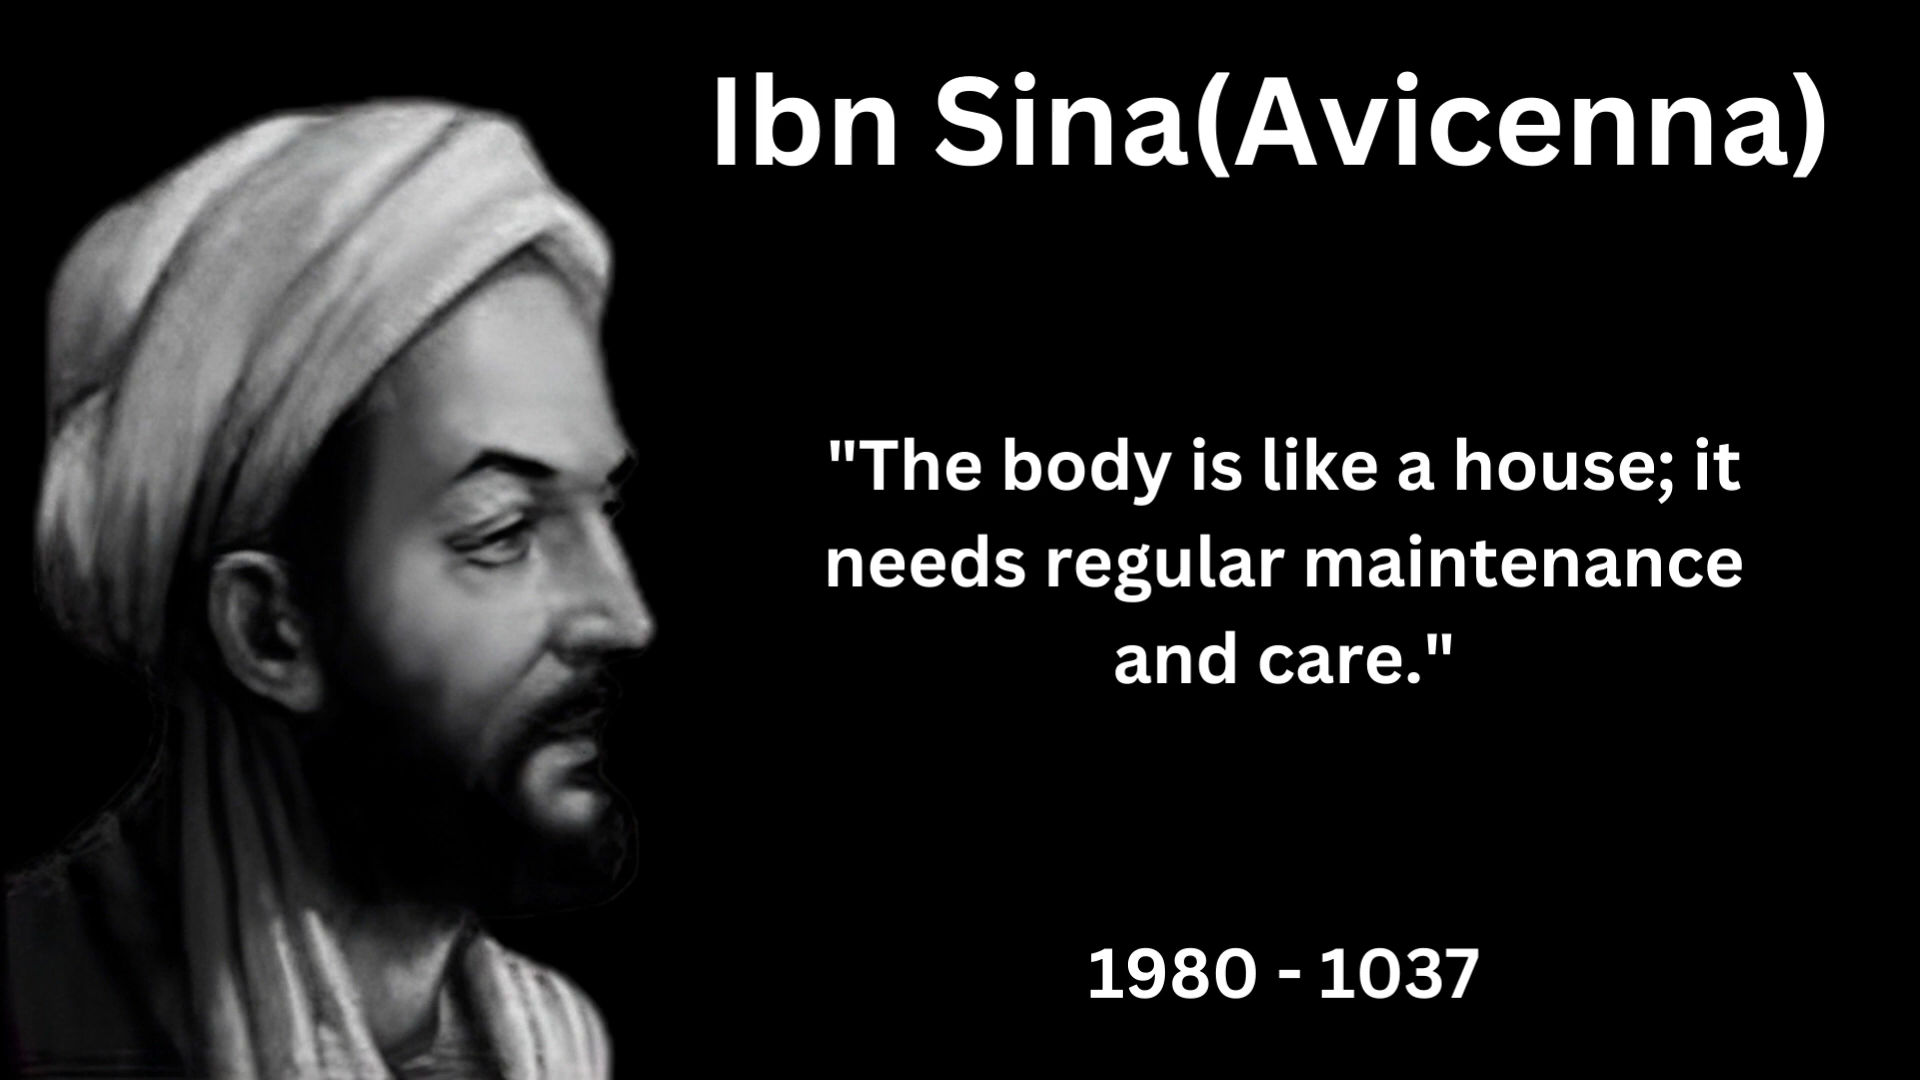 Ibn Sina(Avicenna)
"The body is like a house; it
needs regular maintenance
and care."
1980 - 1037